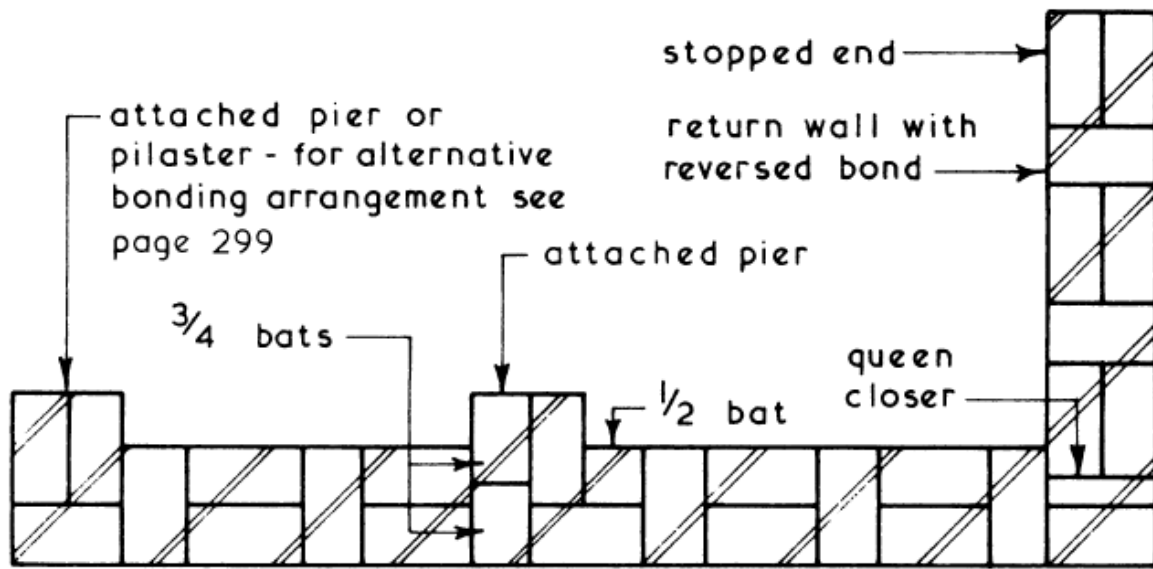 stopped end
attached pier or
pilaster - for alternative
bonding arrangement see
page 299
return wall with
reversed bond
attached pier
3/4 bats
queen
closer
1/2 bat